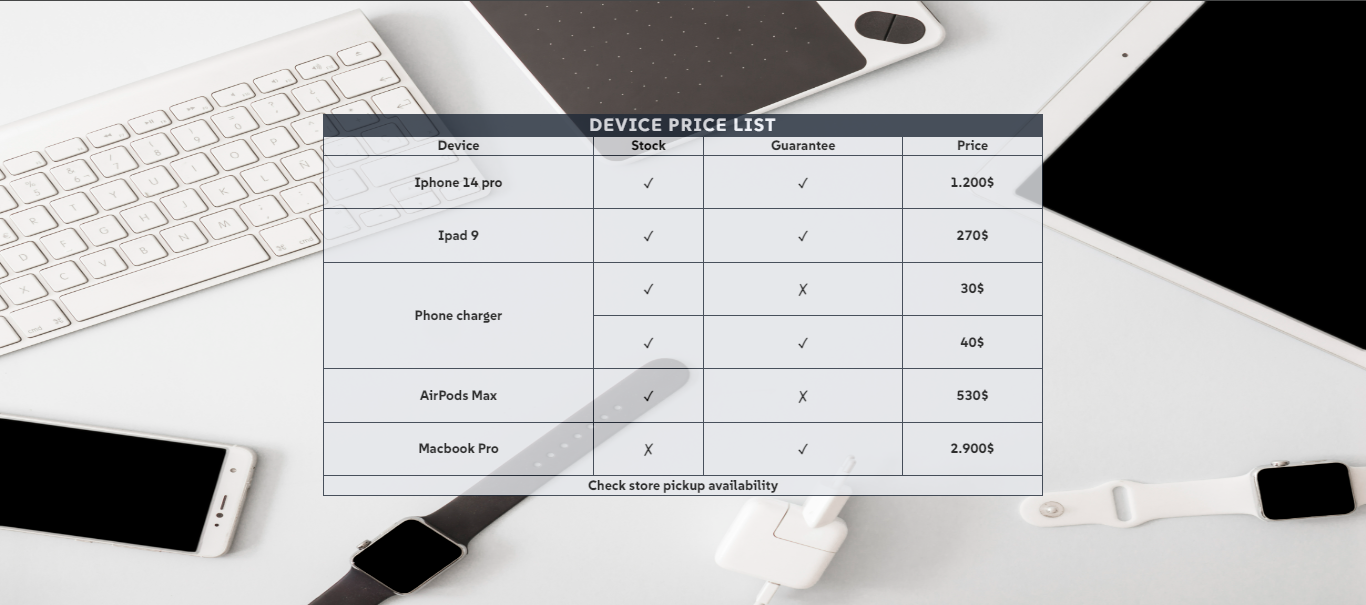 DEVICE PRICE LIST
Device Stock Guarantee Price
Iphone 14 pro ✓ ✓ 1.200$
Ipad 9 ✓ ✓ 270$
Phone charger ✓ ✗ 30$
✓ ✓ 40$
AirPods Max ✓ ✗ 530$
Macbook Pro ✗ ✓ 2.900$
Check store pickup availability